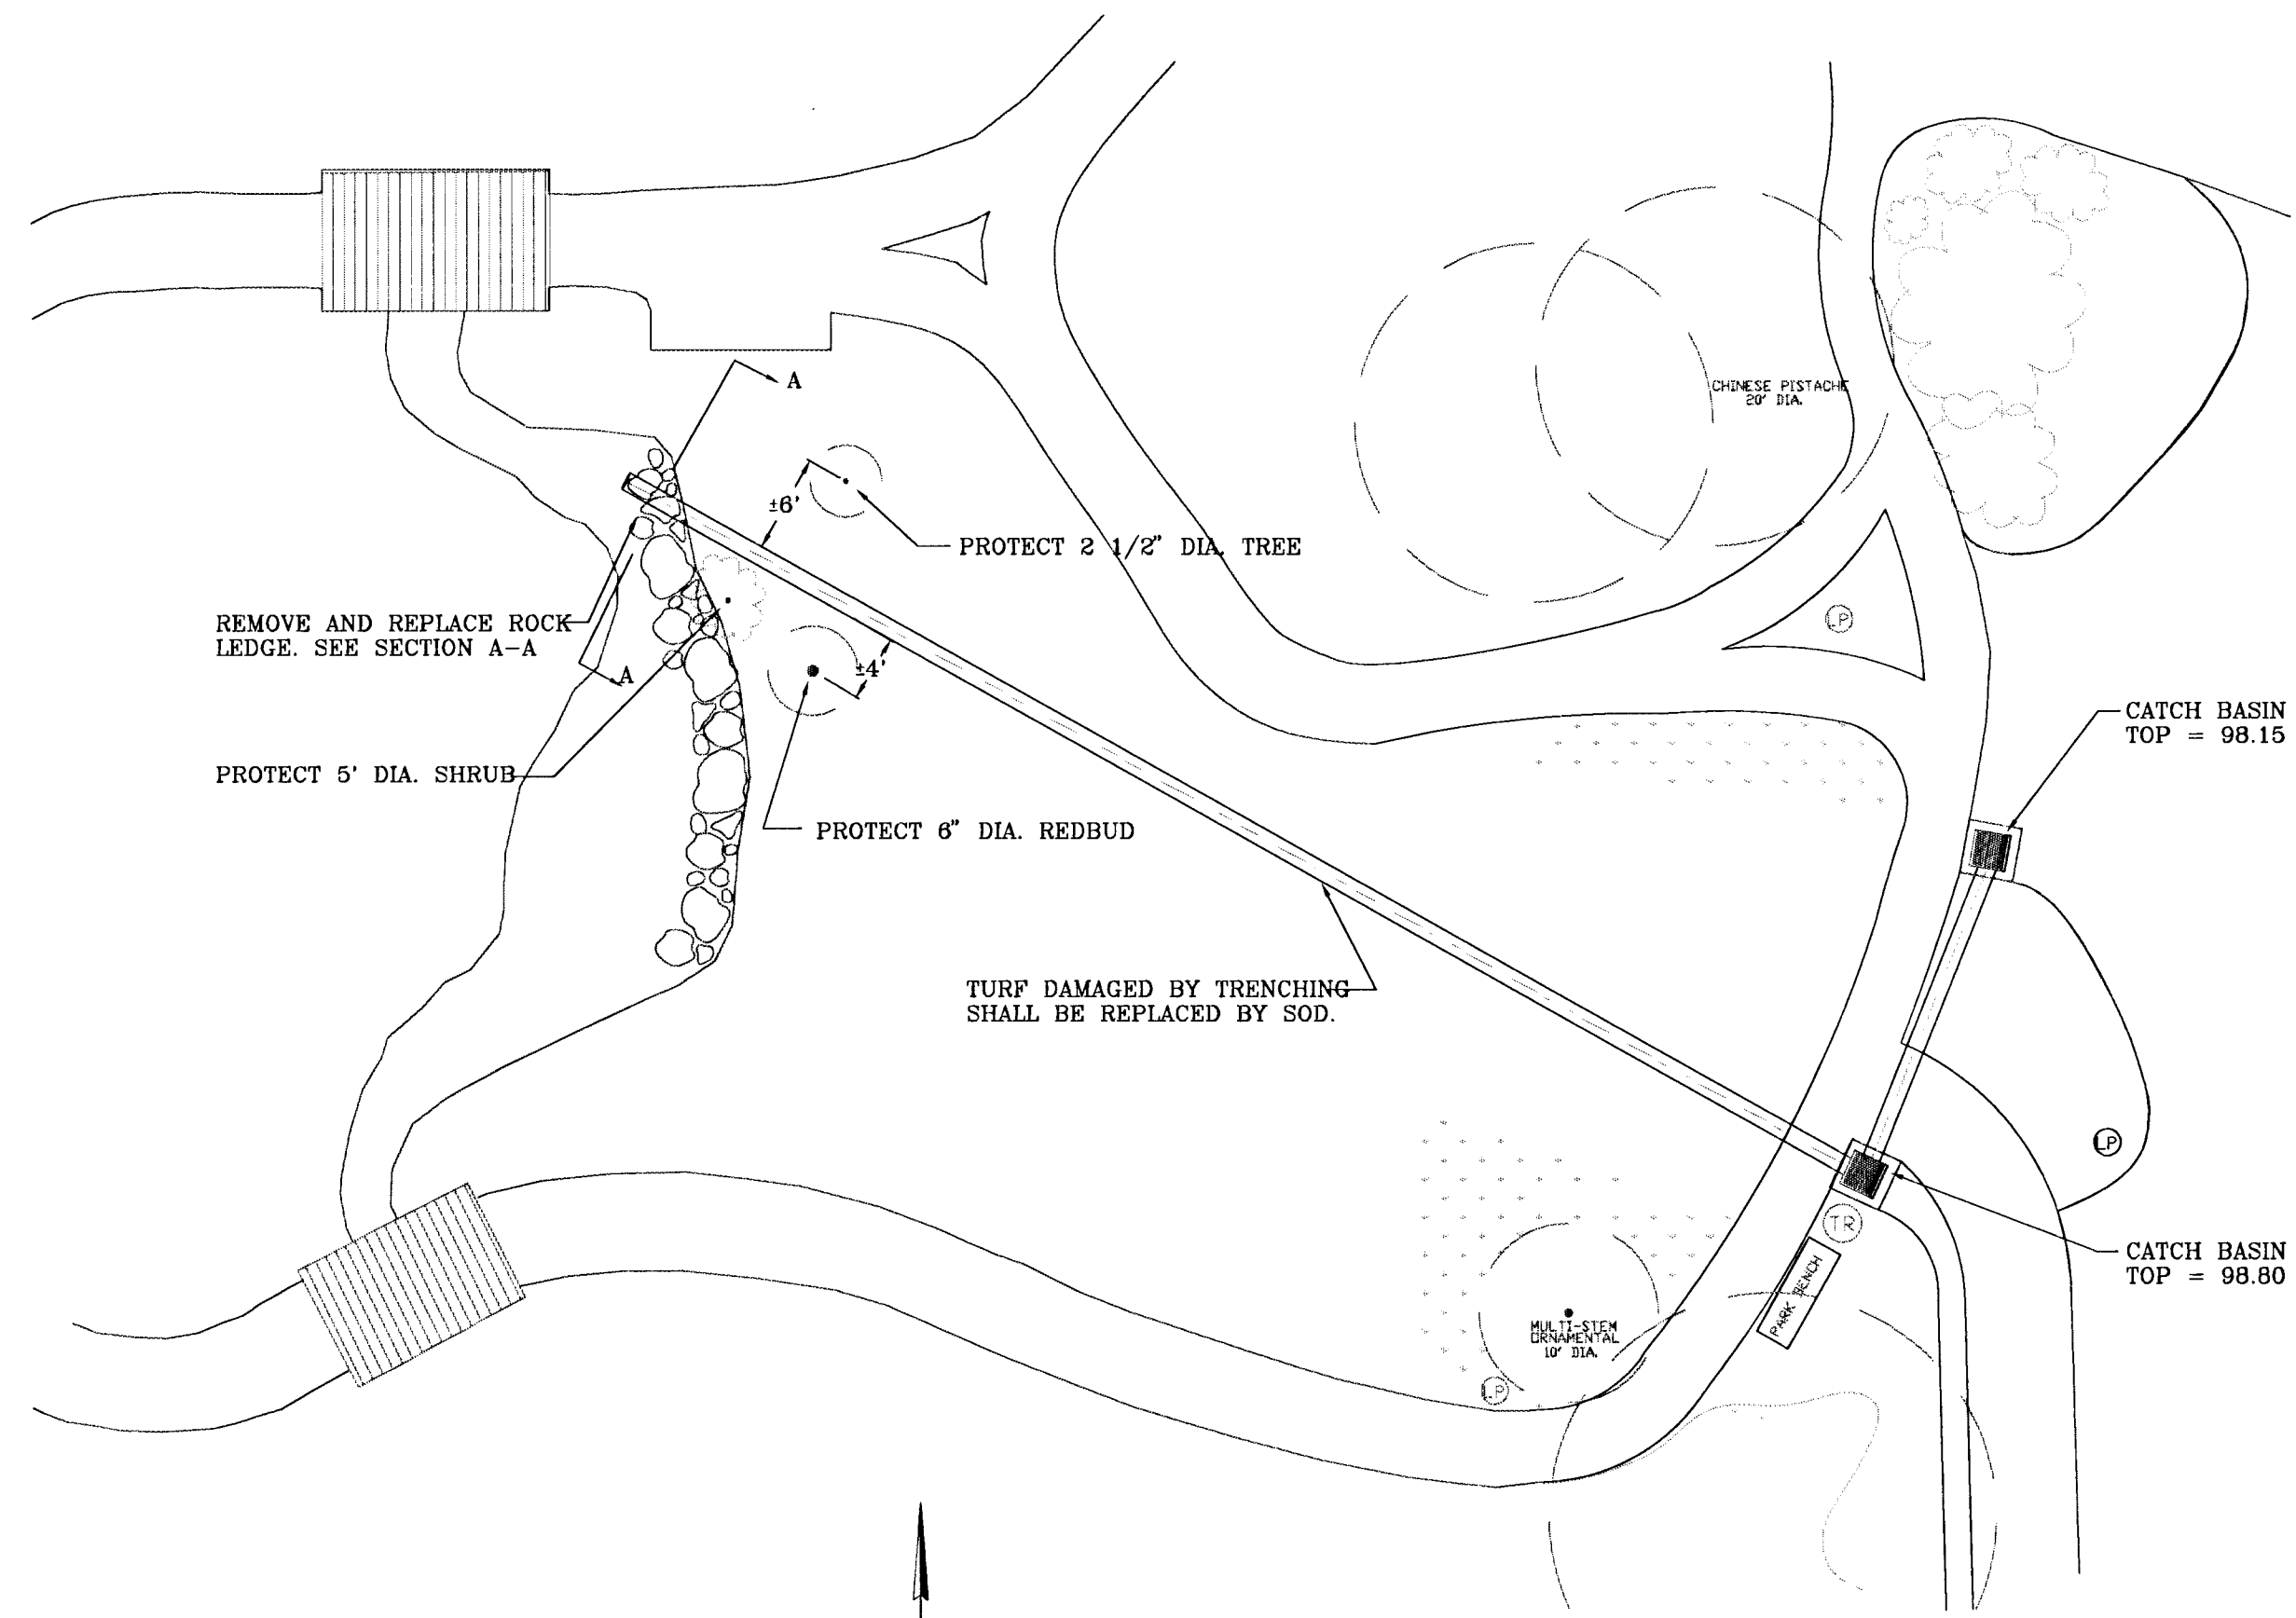 A
CHINESE PISTACHE
20' DIA.
±6'
PROTECT 2 1/2" DIA. TREE
REMOVE AND REPLACE ROCK
LEDGE. SEE SECTION A-A
LP
±4'
A
CATCH BASIN
TOP = 98.15
PROTECT 5' DIA. SHRUB
PROTECT 6" DIA. REDBUD
TURF DAMAGED BY TRENCHING
SHALL BE REPLACED BY SOD.
LP
TR
CATCH BASIN
TOP = 98.80
PARK BENCH
MULTI-STEM
ORNAMENTAL
10' DIA.
LP